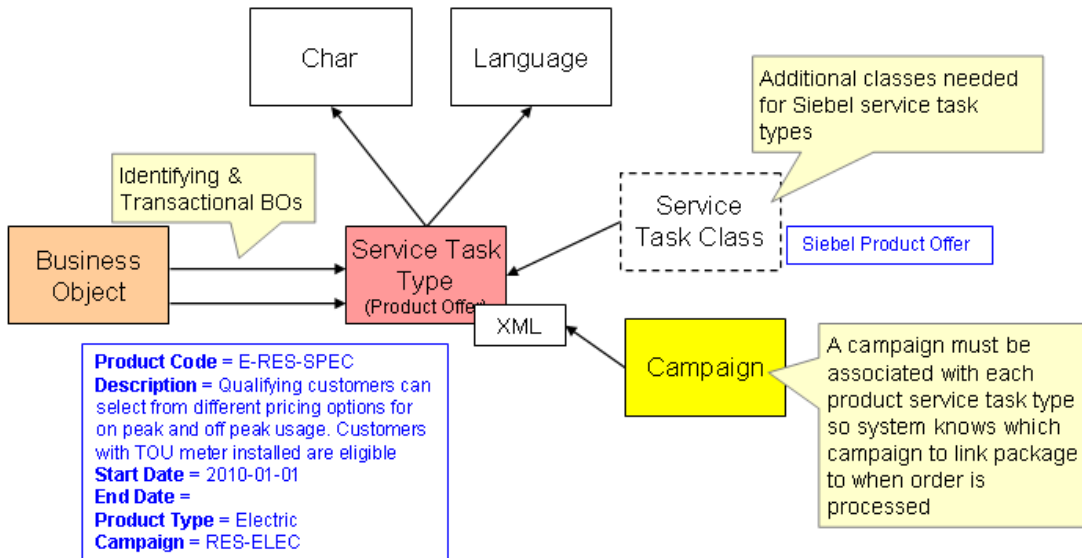 Char
Language
Additional classes needed
for Siebel service task
types
Identifying &
Transactional BOs
Service
Task Class
Siebel Product Offer
Business
Object
Service Task
Type
(Product Offer)
XML
Campaign
A campaign must be
associated with each
product service task type
so system knows which
campaign to link package
to when order is
processed
Product Code = E-RES-SPEC
Description = Qualifying customers can
select from different pricing options for
on peak and off peak usage. Customers
with TOU meter installed are eligible
Start Date = 2010-01-01
End Date =
Product Type = Electric
Campaign = RES-ELEC